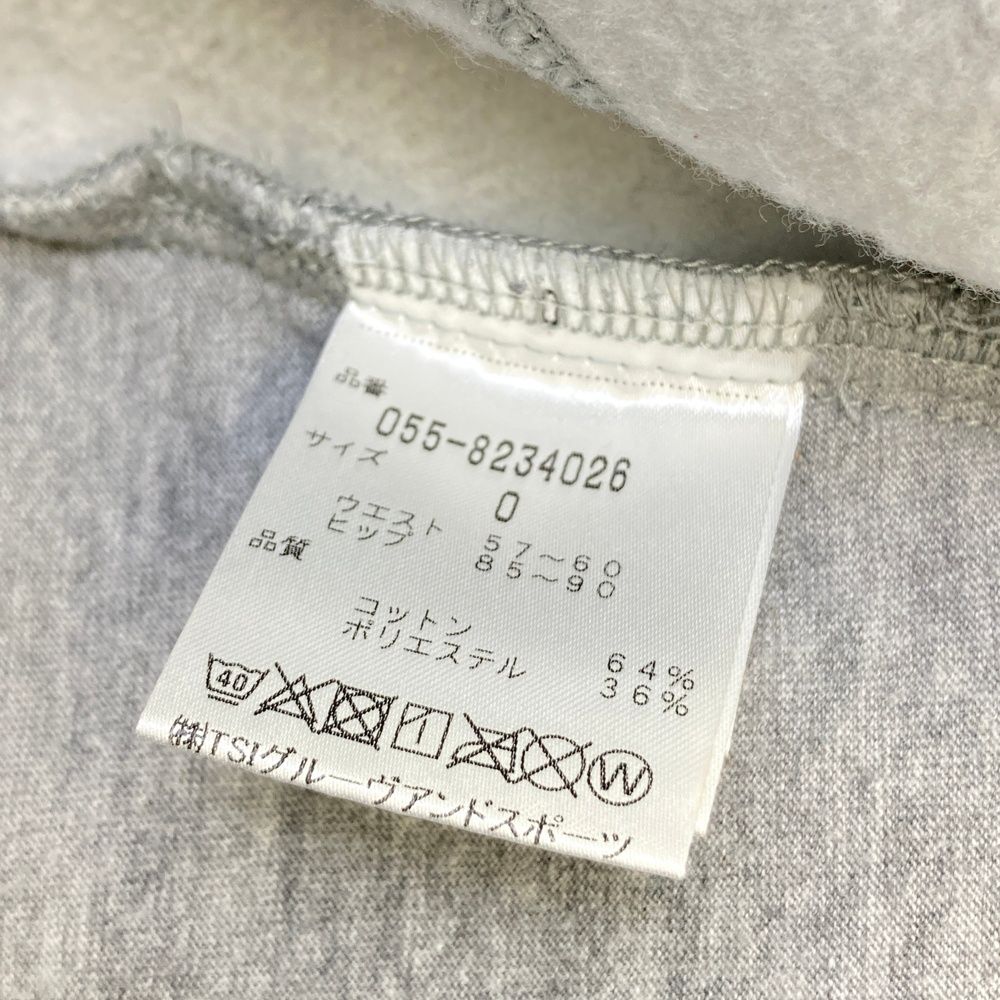 0
品番
055-8234026
サイズ
0
ウエスト 57〜60
ヒップ 85〜90
品質
コットン 64%
ポリエステル 36%
40 W
㈱TSIグルーヴアンドスポーツ